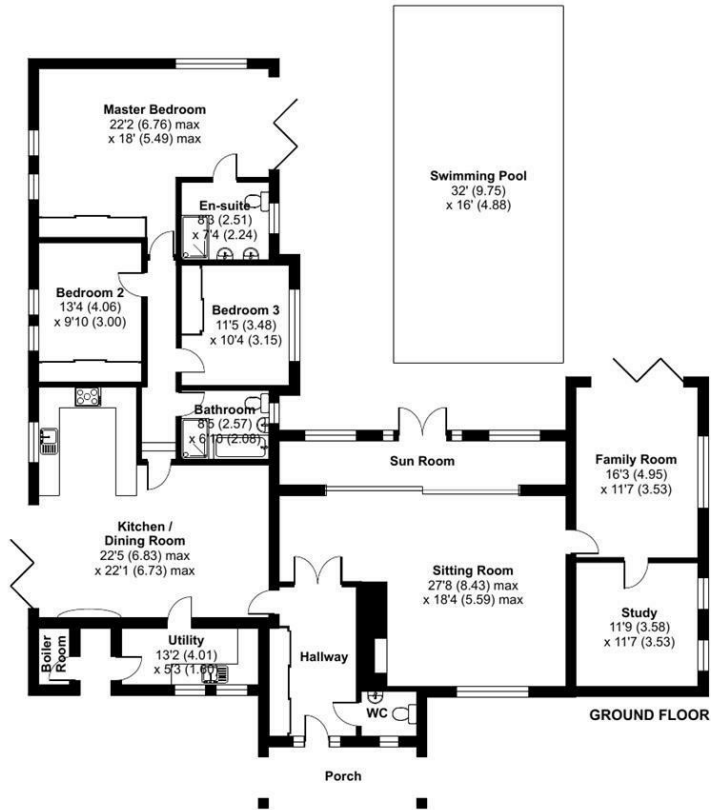 Master Bedroom
22'2 (6.76) max
x 18' (5.49) max
Swimming Pool
32' (9.75)
x 16' (4.88)
En-suite
8'3 (2.51)
x 7'4 (2.24)
Bedroom 2
13'4 (4.06)
x 9'10 (3.00)
Bedroom 3
11'5 (3.48)
x 10'4 (3.15)
Bathroom
8'5 (2.57)
x 6'10 (2.08)
Sun Room
Family Room
16'3 (4.95)
x 11'7 (3.53)
Kitchen /
Dining Room
22'5 (6.83) max
x 22'1 (6.73) max
Sitting Room
27'8 (8.43) max
x 18'4 (5.59) max
Study
11'9 (3.58)
x 11'7 (3.53)
Boiler
Room
Utility
13'2 (4.01)
x 5'3 (1.60)
Hallway
WC
GROUND FLOOR
Porch